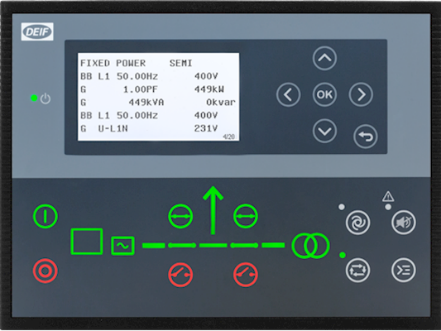 DEIF
FIXED POWER SEMI
BB L1 50.00Hz 400V
G 1.00PF 449kW
G 449kVA 0kvar
BB L1 50.00Hz 400V
G U-L1N 231V
4/20
OK